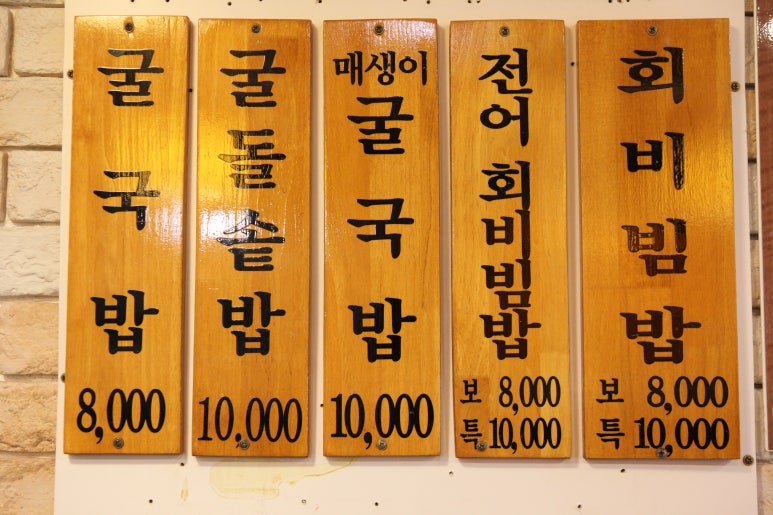 굴국밥
8,000
굴돌솥밥
10,000
매생이
굴국밥
10,000
전어회비빔밥
보 8,000
특 10,000
회비빔밥
보 8,000
특 10,000